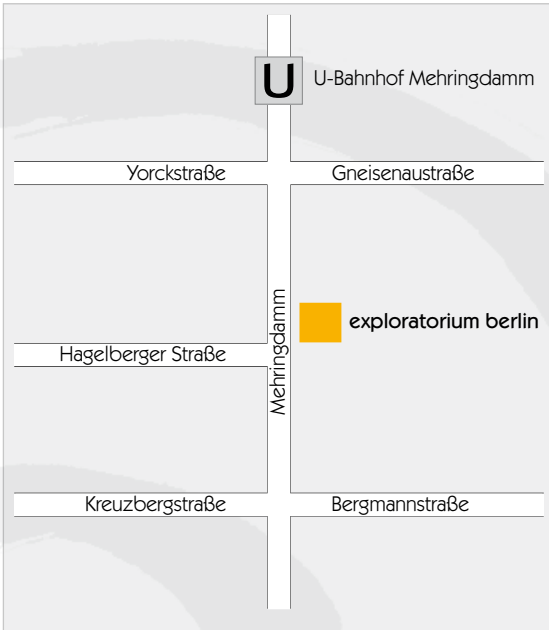 U
U-Bahnhof Mehringdamm
Yorckstraße
Gneisenaustraße
Mehringdamm
exploratorium berlin
Hagelberger Straße
Kreuzbergstraße
Bergmannstraße